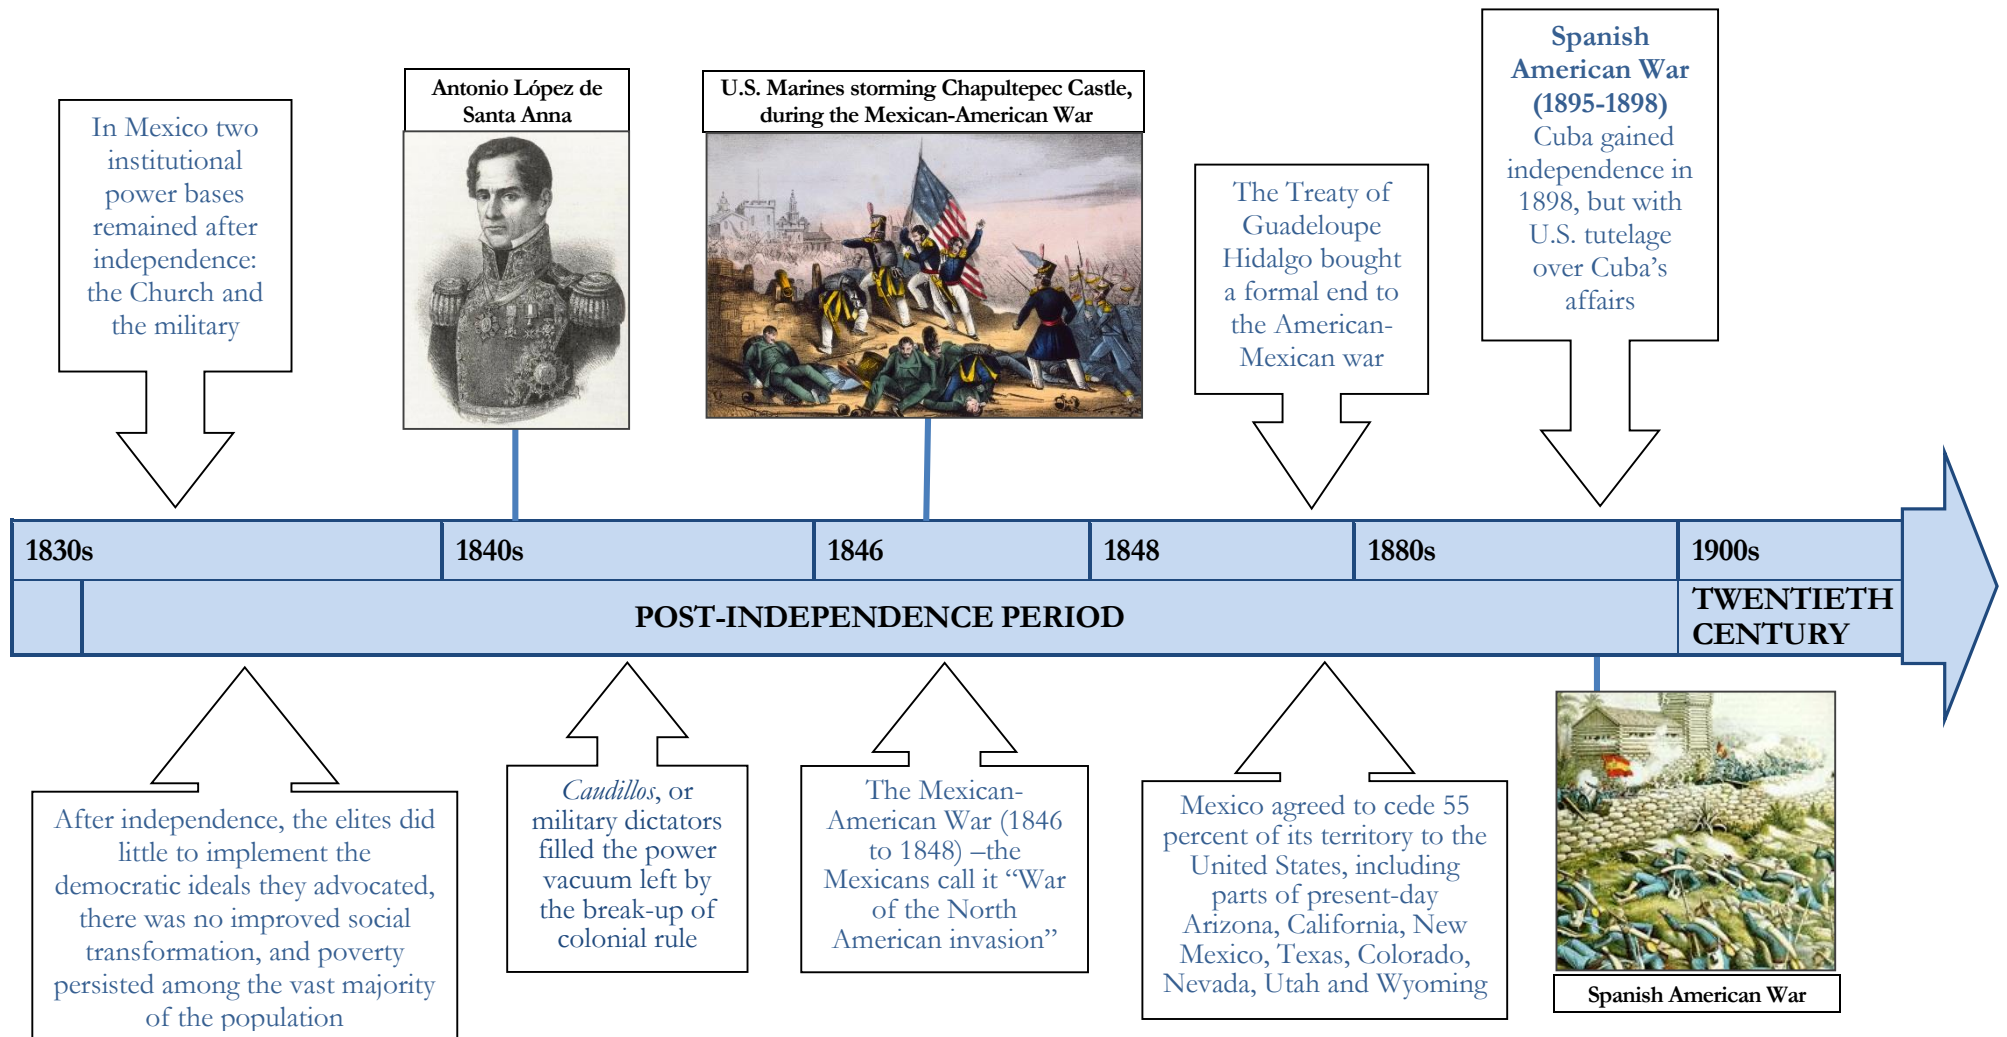 In Mexico two
institutional
power bases
remained after
independence:
the Church and
the military
Antonio López de
Santa Anna
U.S. Marines storming Chapultepec Castle,
during the Mexican-American War
The Treaty of
Guadeloupe
Hidalgo bought
a formal end to
the American-
Mexican war
Spanish
American War
(1895-1898)
Cuba gained
independence in
1898, but with
U.S. tutelage
over Cuba’s
affairs
1830s
1840s
1846
1848
1880s
1900s
POST-INDEPENDENCE PERIOD
TWENTIETH
CENTURY
After independence, the elites did
little to implement the
democratic ideals they advocated,
there was no improved social
transformation, and poverty
persisted among the vast majority
of the population
Caudillos, or
military dictators
filled the power
vacuum left by
the break-up of
colonial rule
The Mexican-
American War (1846
to 1848) –the
Mexicans call it “War
of the North
American invasion”
Mexico agreed to cede 55
percent of its territory to the
United States, including
parts of present-day
Arizona, California, New
Mexico, Texas, Colorado,
Nevada, Utah and Wyoming
Spanish American War